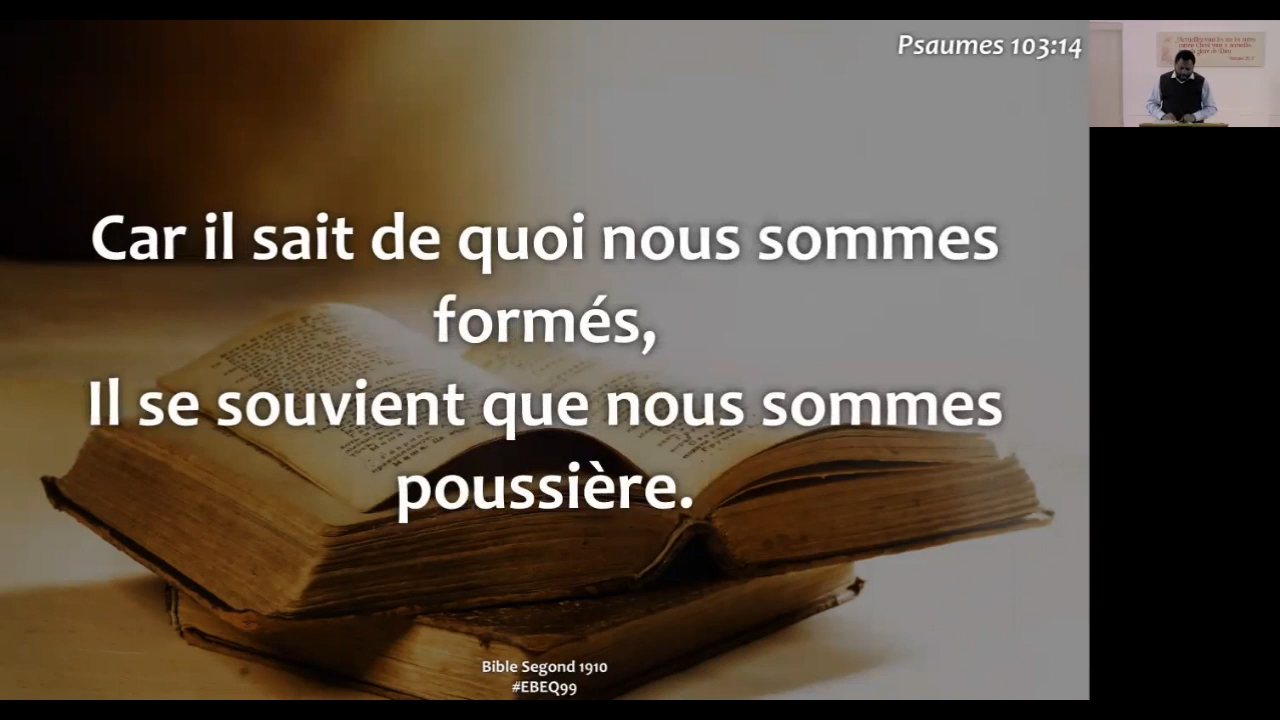 Psaumes 103:14
Car il sait de quoi nous sommes
formés,
Il se souvient que nous sommes
poussière.
Bible Segond 1910
#EBEQ99